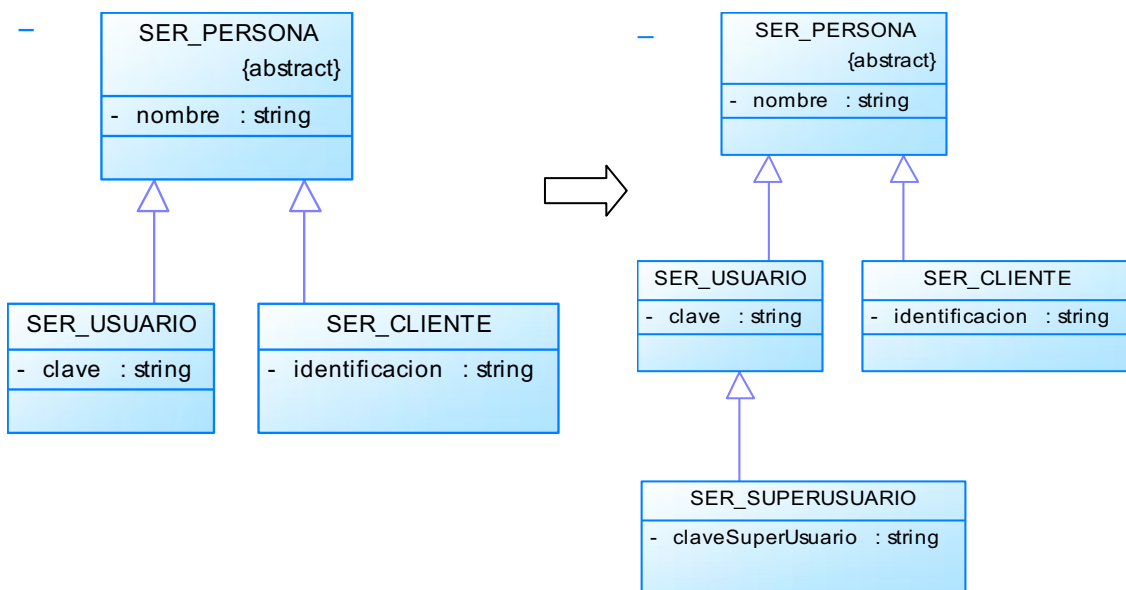 SER_PERSONA
{abstract}
- nombre : string
SER_USUARIO
- clave : string
SER_CLIENTE
- identificacion : string
SER_PERSONA
{abstract}
- nombre : string
SER_USUARIO
- clave : string
SER_CLIENTE
- identificacion : string
SER_SUPERUSUARIO
- claveSuperUsuario : string